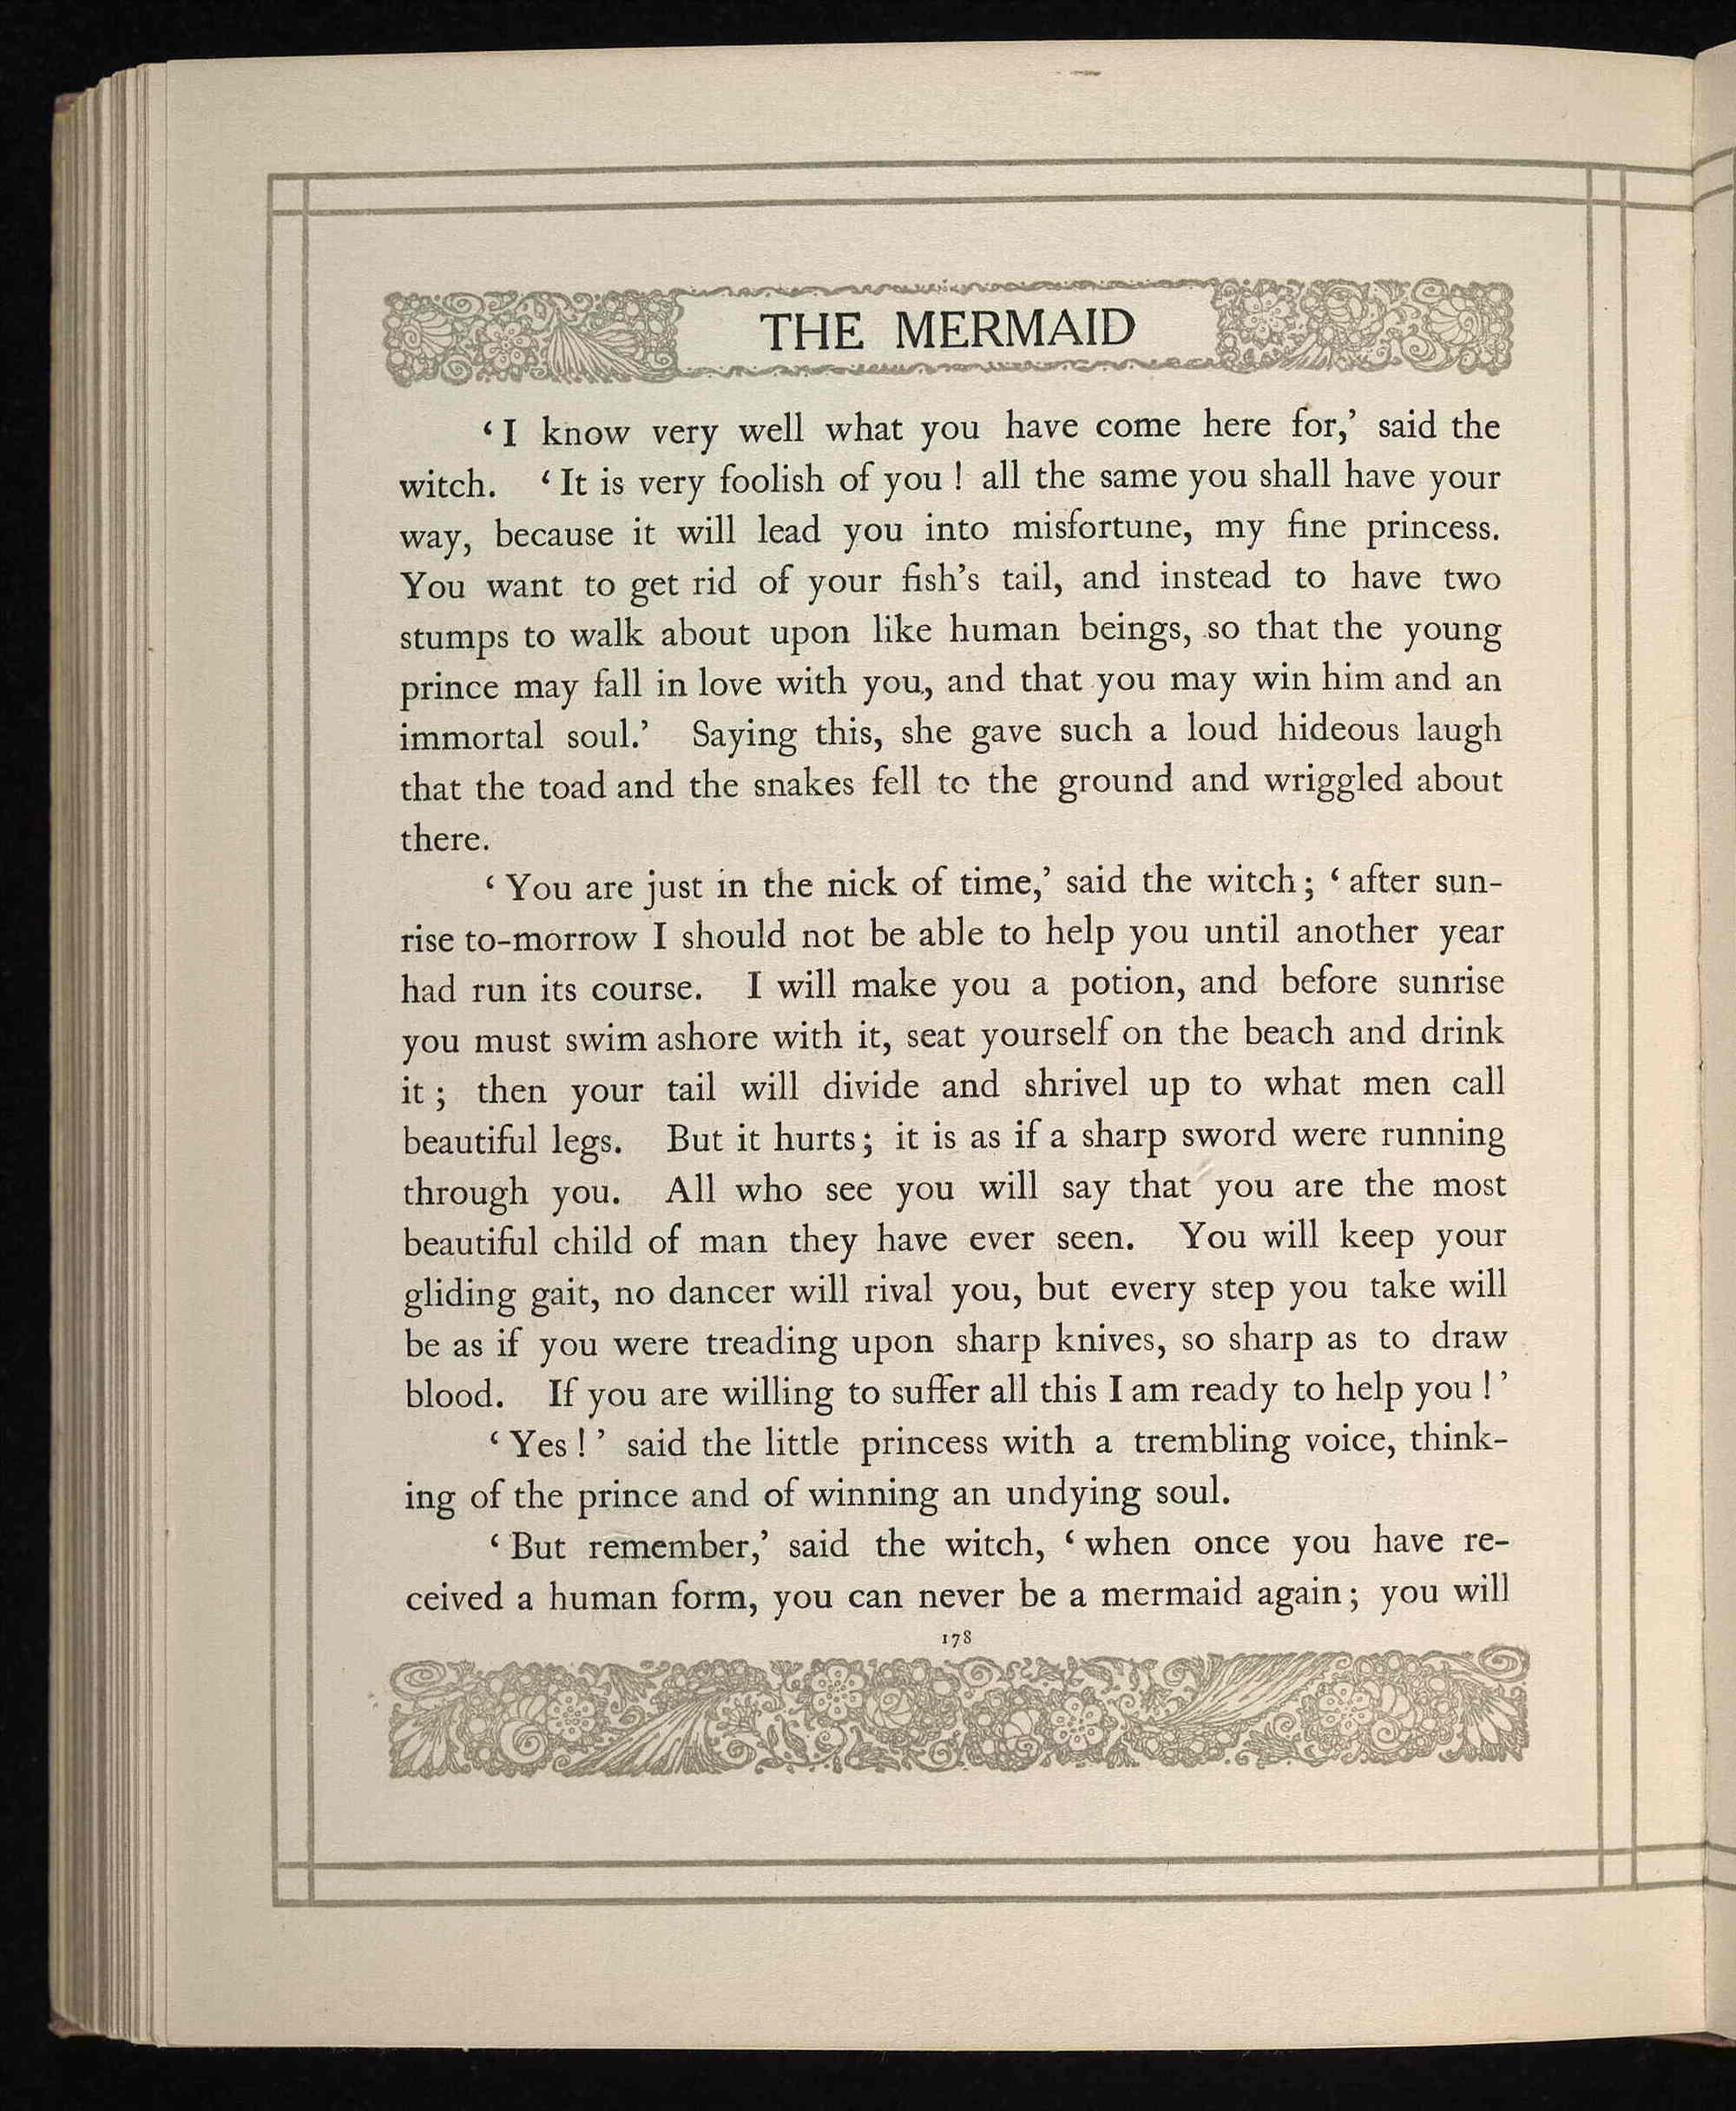 THE MERMAID
‘I know very well what you have come here for,’ said the
witch. ‘It is very foolish of you! all the same you shall have your
way, because it will lead you into misfortune, my fine princess.
You want to get rid of your fish’s tail, and instead to have two
stumps to walk about upon like human beings, so that the young
prince may fall in love with you, and that you may win him and an
immortal soul.’ Saying this, she gave such a loud hideous laugh
that the toad and the snakes fell to the ground and wriggled about
there.
‘You are just in the nick of time,’ said the witch; ‘after sun-
rise to-morrow I should not be able to help you until another year
had run its course. I will make you a potion, and before sunrise
you must swim ashore with it, seat yourself on the beach and drink
it; then your tail will divide and shrivel up to what men call
beautiful legs. But it hurts; it is as if a sharp sword were running
through you. All who see you will say that you are the most
beautiful child of man they have ever seen. You will keep your
gliding gait, no dancer will rival you, but every step you take will
be as if you were treading upon sharp knives, so sharp as to draw
blood. If you are willing to suffer all this I am ready to help you!’
‘Yes!’ said the little princess with a trembling voice, think-
ing of the prince and of winning an undying soul.
‘But remember,’ said the witch, ‘when once you have re-
ceived a human form, you can never be a mermaid again; you will
178